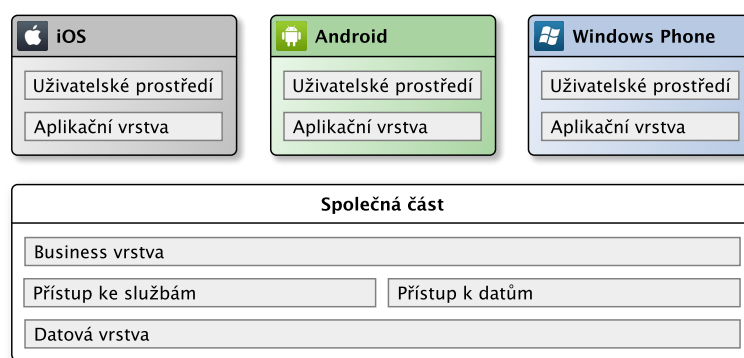 iOS
Uživatelské prostředí
Aplikační vrstva
Android
Uživatelské prostředí
Aplikační vrstva
Windows Phone
Uživatelské prostředí
Aplikační vrstva
Společná část
Business vrstva
Přístup ke službám
Přístup k datům
Datová vrstva